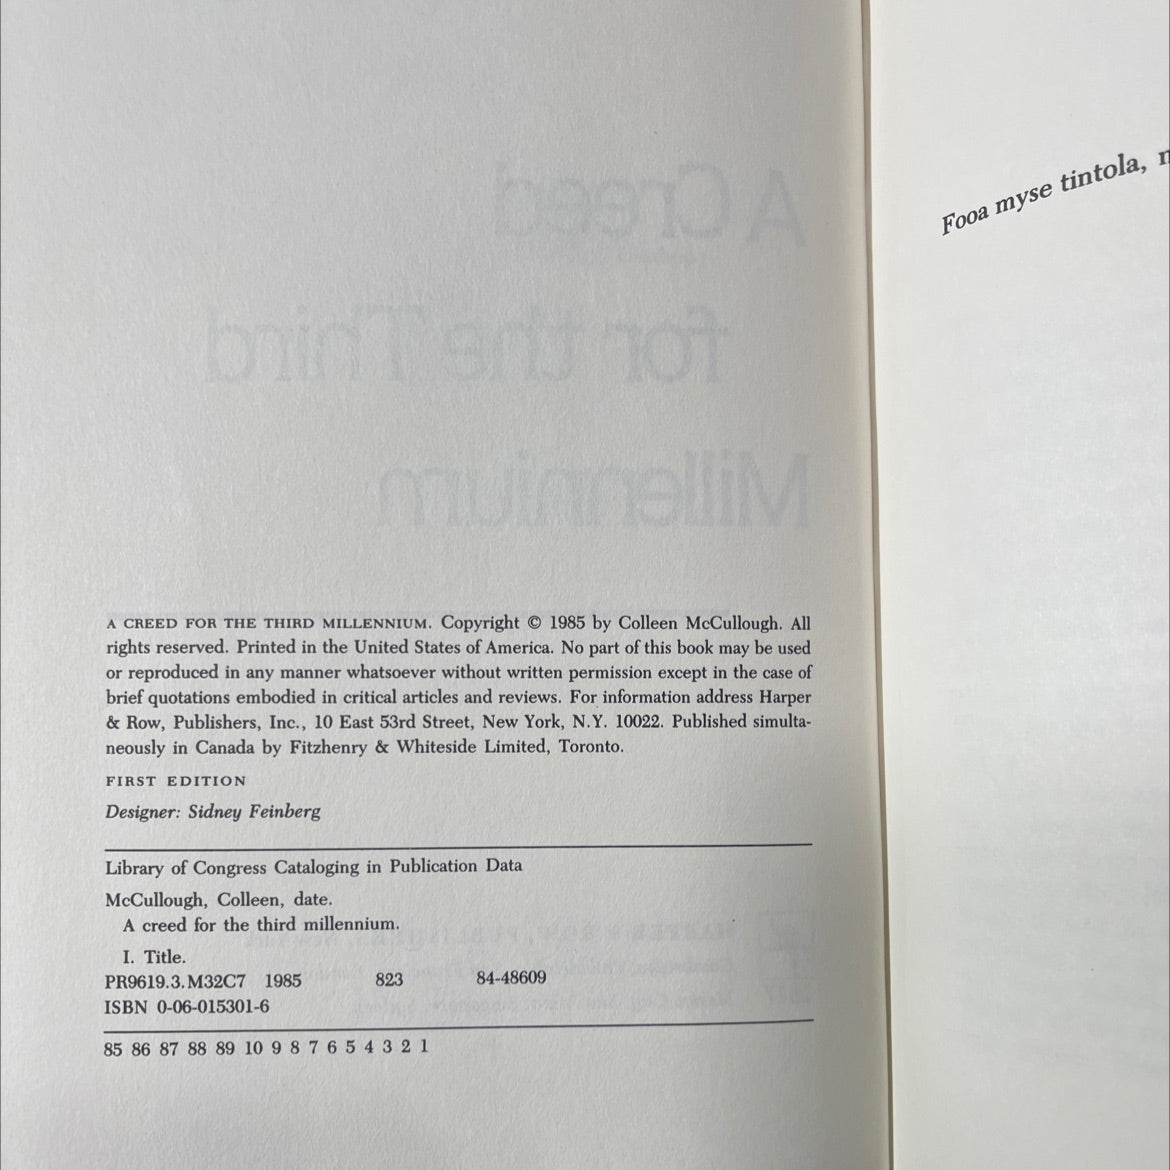 A Creed
for the Third
Millennium
A CREED FOR THE THIRD MILLENNIUM. Copyright © 1985 by Colleen McCullough. All
rights reserved. Printed in the United States of America. No part of this book may be used
or reproduced in any manner whatsoever without written permission except in the case of
brief quotations embodied in critical articles and reviews. For information address Harper
& Row, Publishers, Inc., 10 East 53rd Street, New York, N.Y. 10022. Published simulta-
neously in Canada by Fitzhenry & Whiteside Limited, Toronto.
FIRST EDITION
Designer: Sidney Feinberg
Library of Congress Cataloging in Publication Data
McCullough, Colleen, date.
A creed for the third millennium.
I. Title.
PR9619.3.M32C7 1985 823 84-48609
ISBN 0-06-015301-6
85 86 87 88 89 10 9 8 7 6 5 4 3 2 1
Fooa myse tintola,